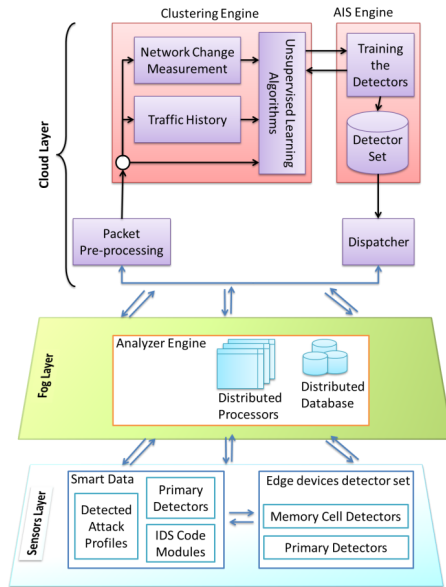 Clustering Engine
AIS Engine
Network Change
Measurement
Traffic History
Unsupervised Learning
Algorithms
Training
the
Detectors
Detector
Set
Cloud Layer
Packet
Pre-processing
Dispatcher
Fog Layer
Analyzer Engine
Distributed
Processors
Distributed
Database
Sensors Layer
Smart Data
Detected
Attack
Profiles
Primary
Detectors
IDS Code
Modules
Edge devices detector set
Memory Cell Detectors
Primary Detectors